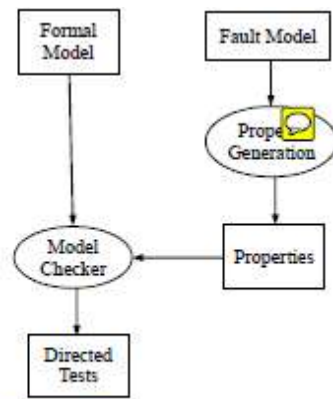 Formal
Model
Fault Model
Generation
Model
Checker
Properties
Directed
Tests